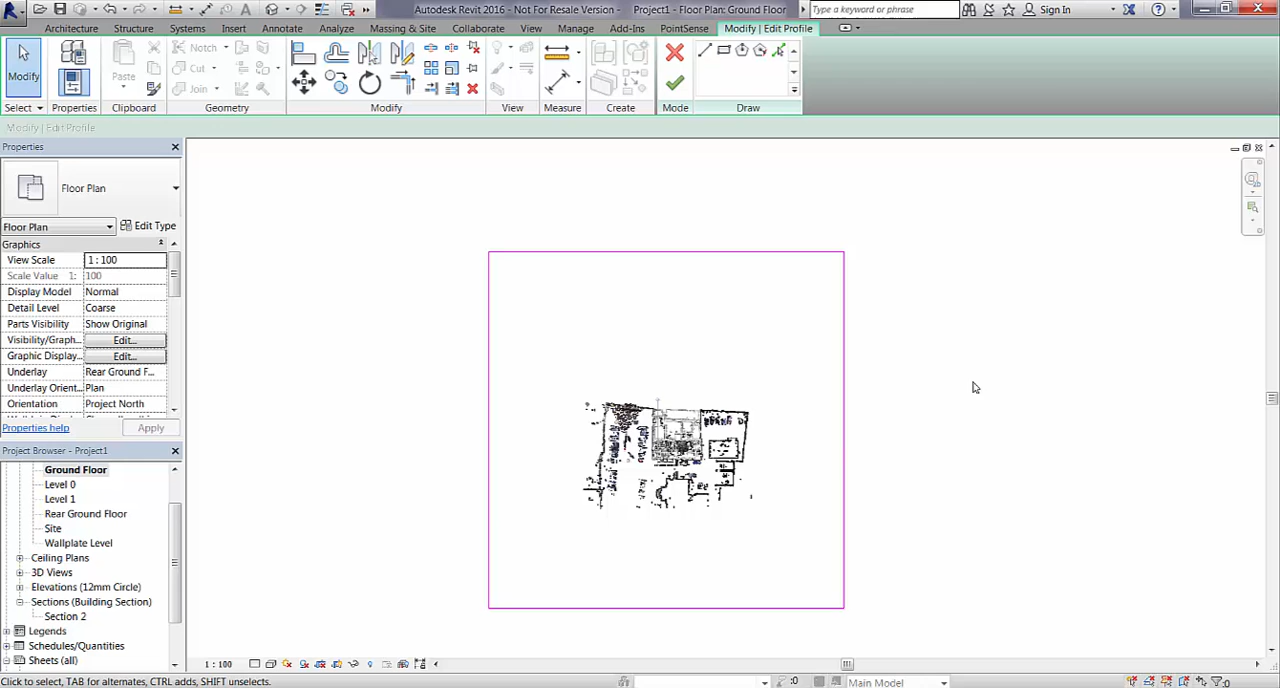 Autodesk Revit 2016 - Not For Resale Version - Project1 - Floor Plan: Ground Floor
Type a keyword or phrase
Sign In
Architecture Structure Systems Insert Annotate Analyze Massing & Site Collaborate View Manage Add-Ins PointSense Modify | Edit Profile
Modify
Paste
Notch
Cut
Join
Select Properties Clipboard Geometry Modify View Measure Create Mode Draw
Modify | Edit Profile
Properties
Floor Plan
Floor Plan Edit Type
Graphics
View Scale 1 : 100
Scale Value 1: 100
Display Model Normal
Detail Level Coarse
Parts Visibility Show Original
Visibility/Graph... Edit...
Graphic Display... Edit...
Underlay Rear Ground F...
Underlay Orient... Plan
Orientation Project North
Properties help Apply
Project Browser - Project1
Ground Floor
Level 0
Level 1
Rear Ground Floor
Site
Wallplate Level
Ceiling Plans
3D Views
Elevations (12mm Circle)
Sections (Building Section)
Section 2
Legends
Schedules/Quantities
Sheets (all)
1 : 100
Click to select, TAB for alternates, CTRL adds, SHIFT unselects.
:0
Main Model
:0